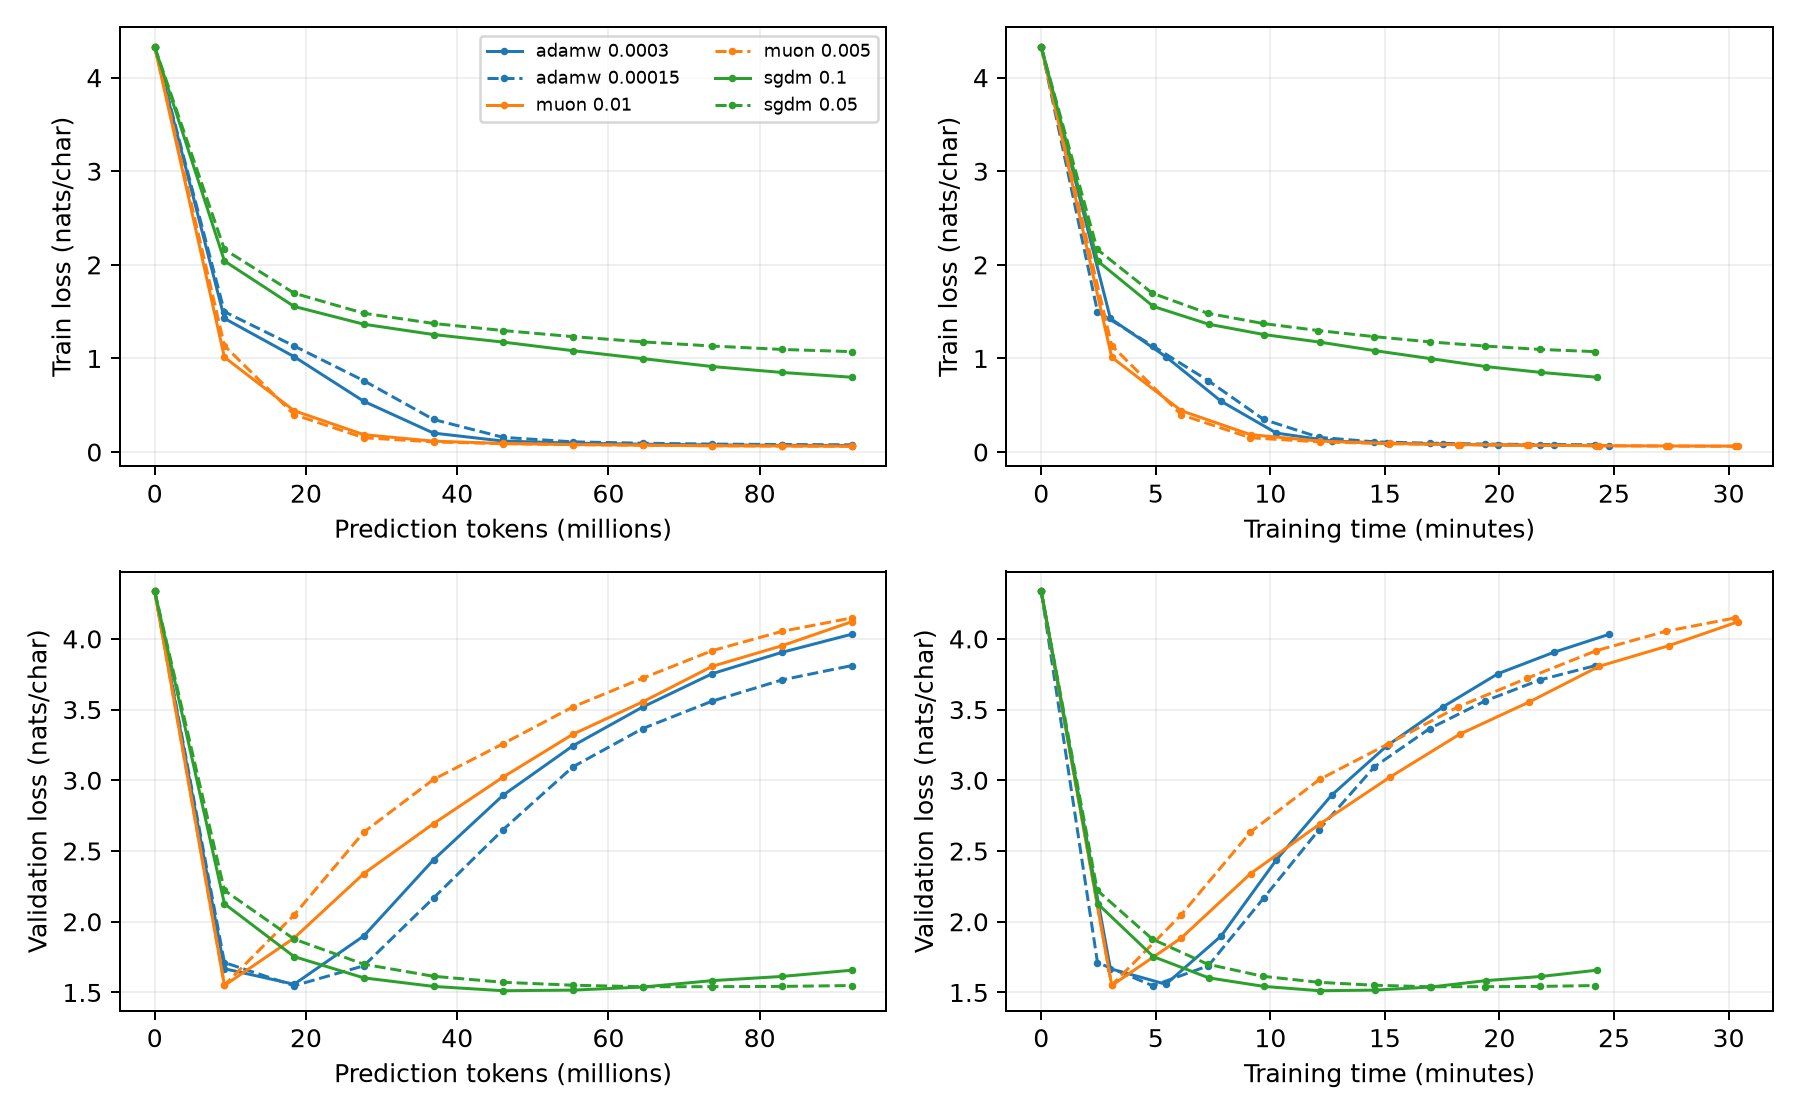 Train loss (nats/char)
4
3
2
1
0
adamw 0.0003
adamw 0.00015
muon 0.01
muon 0.005
sgdm 0.1
sgdm 0.05
0 20 40 60 80
Prediction tokens (millions)
Train loss (nats/char)
4
3
2
1
0
0 5 10 15 20 25 30
Training time (minutes)
Validation loss (nats/char)
4.0
3.5
3.0
2.5
2.0
1.5
0 20 40 60 80
Prediction tokens (millions)
Validation loss (nats/char)
4.0
3.5
3.0
2.5
2.0
1.5
0 5 10 15 20 25 30
Training time (minutes)